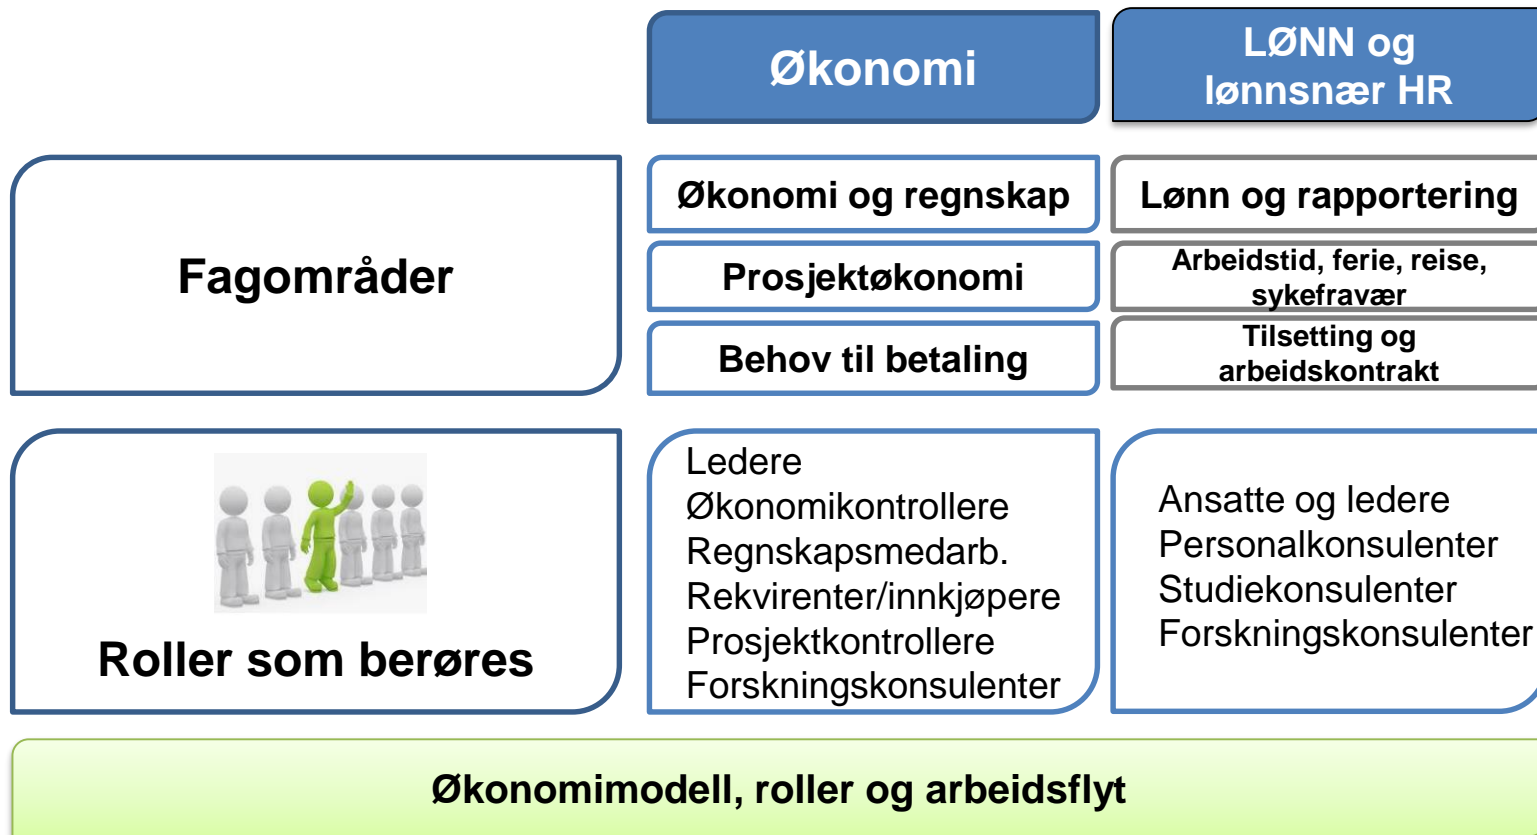 Økonomi
LØNN og
lønnsnær HR
Fagområder
Økonomi og regnskap
Prosjektøkonomi
Behov til betaling
Lønn og rapportering
Arbeidstid, ferie, reise,
sykefravær
Tilsetting og
arbeidskontrakt
Roller som berøres
Ledere
Økonomikontrollere
Regnskapsmedarb.
Rekvirenter/innkjøpere
Prosjektkontrollere
Forskningskonsulenter
Ansatte og ledere
Personalkonsulenter
Studiekonsulenter
Forskningskonsulenter
Økonomimodell, roller og arbeidsflyt